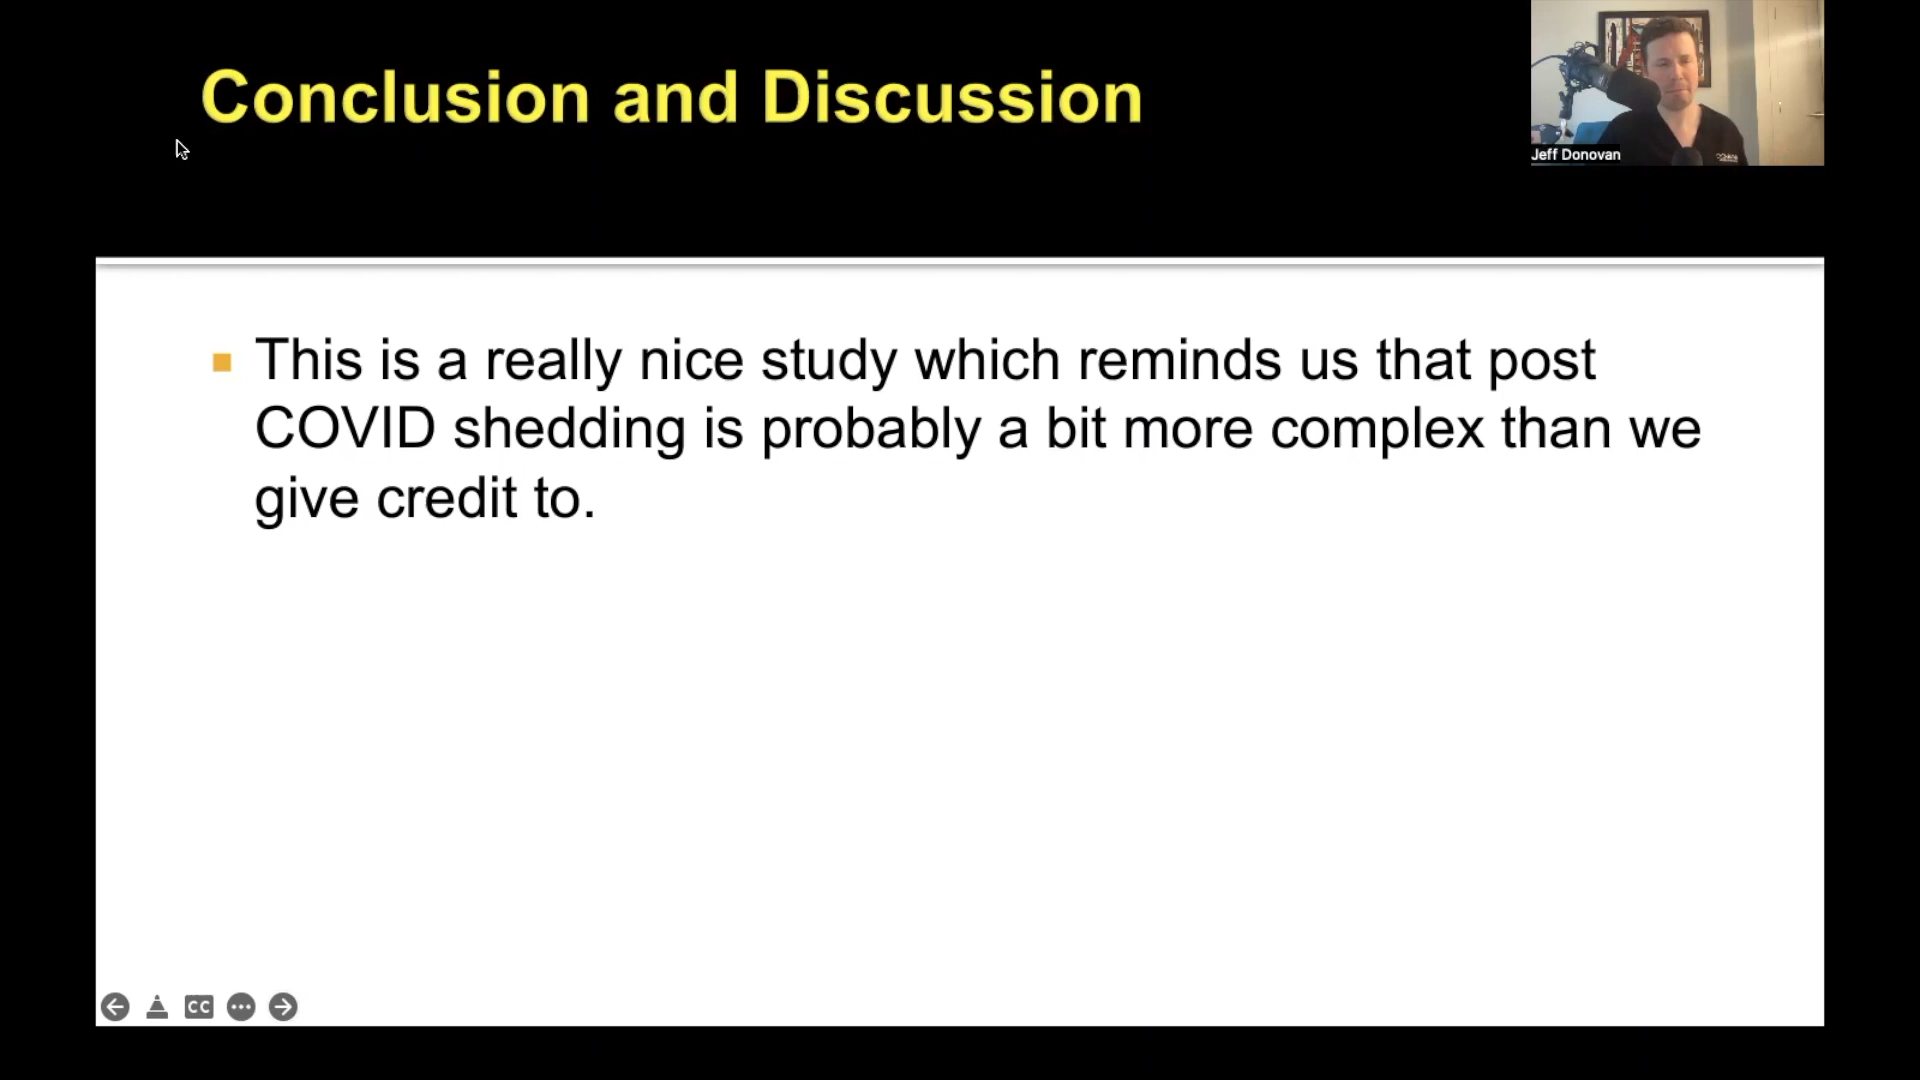 Conclusion and Discussion
Jeff Donovan
This is a really nice study which reminds us that post
COVID shedding is probably a bit more complex than we
give credit to.
CC